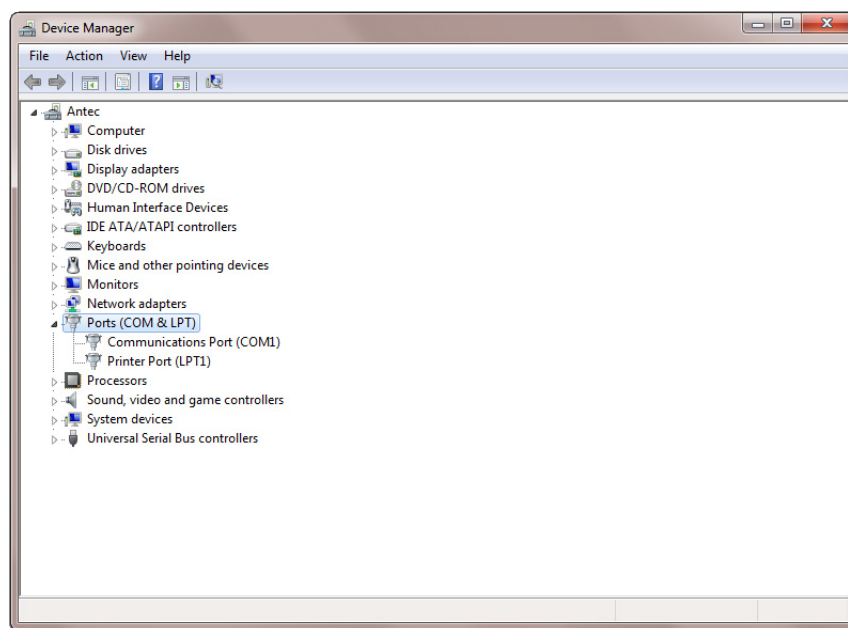 Device Manager
File Action View Help
Antec
Computer
Disk drives
Display adapters
DVD/CD-ROM drives
Human Interface Devices
IDE ATA/ATAPI controllers
Keyboards
Mice and other pointing devices
Monitors
Network adapters
Ports (COM & LPT)
Communications Port (COM1)
Printer Port (LPT1)
Processors
Sound, video and game controllers
System devices
Universal Serial Bus controllers